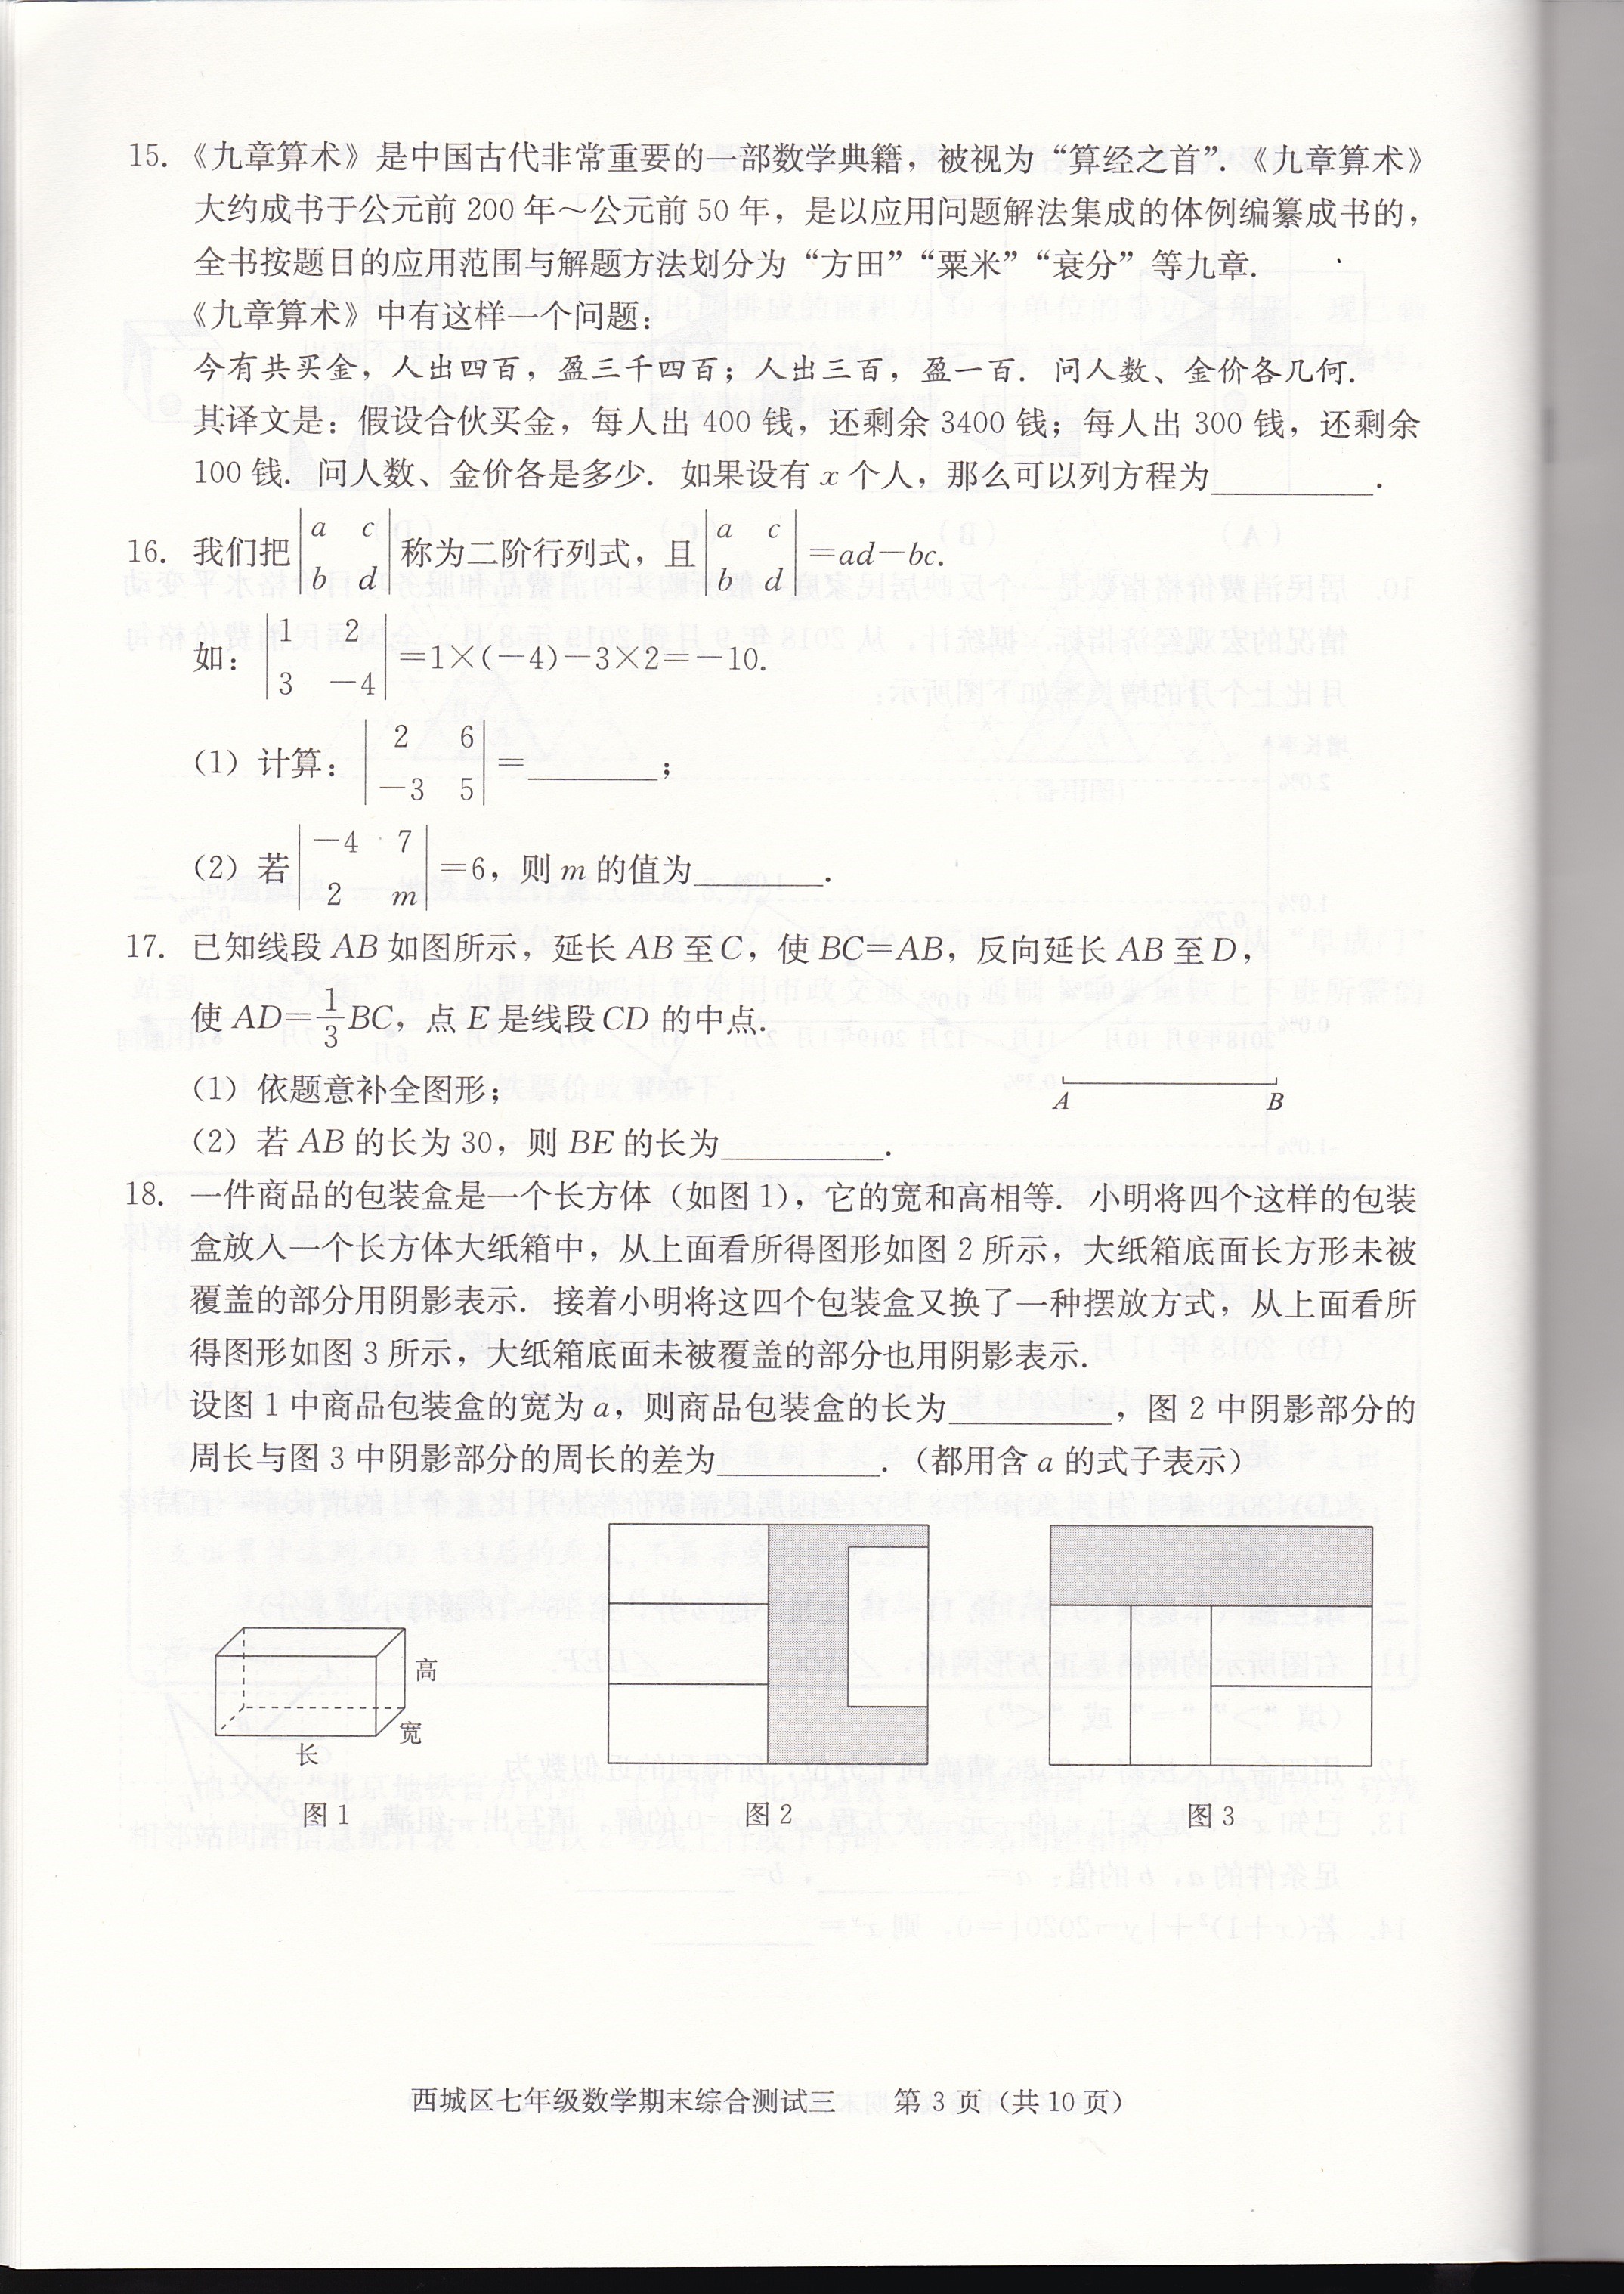 15. 《九章算术》是中国古代非常重要的一部数学典籍，被视为“算经之首”. 《九章算术》
大约成书于公元前 200 年～公元前 50 年，是以应用问题解法集成的体例编纂成书的，
全书按题目的应用范围与解题方法划分为“方田”“粟米”“衰分”等九章.
《九章算术》中有这样一个问题：
今有共买金，人出四百，盈三千四百；人出三百，盈一百. 问人数、金价各几何.
其译文是：假设合伙买金，每人出 400 钱，还剩余 3400 钱；每人出 300 钱，还剩余
100 钱. 问人数、金价各是多少. 如果设有 x 个人，那么可以列方程为__________.
16. 我们把 |a c; b d| 称为二阶行列式，且 |a c; b d| =ad－bc.
如：|1 2; 3 －4| =1×(－4)－3×2=－10.
(1) 计算：|2 6; －3 5| =________；
(2) 若 |－4 7; 2 m| =6，则 m 的值为________.
17. 已知线段 AB 如图所示，延长 AB 至 C，使 BC=AB，反向延长 AB 至 D，
使 AD=1/3 BC，点 E 是线段 CD 的中点.
(1) 依题意补全图形；
A B
(2) 若 AB 的长为 30，则 BE 的长为__________.
18. 一件商品的包装盒是一个长方体（如图 1），它的宽和高相等. 小明将四个这样的包装
盒放入一个长方体大纸箱中，从上面看所得图形如图 2 所示，大纸箱底面长方形未被
覆盖的部分用阴影表示. 接着小明将这四个包装盒又换了一种摆放方式，从上面看所
得图形如图 3 所示，大纸箱底面未被覆盖的部分也用阴影表示.
设图 1 中商品包装盒的宽为 a，则商品包装盒的长为__________，图 2 中阴影部分的
周长与图 3 中阴影部分的周长的差为__________.（都用含 a 的式子表示）
高
宽
长
图 1 图 2 图 3
西城区七年级数学期末综合测试三 第 3 页（共 10 页）